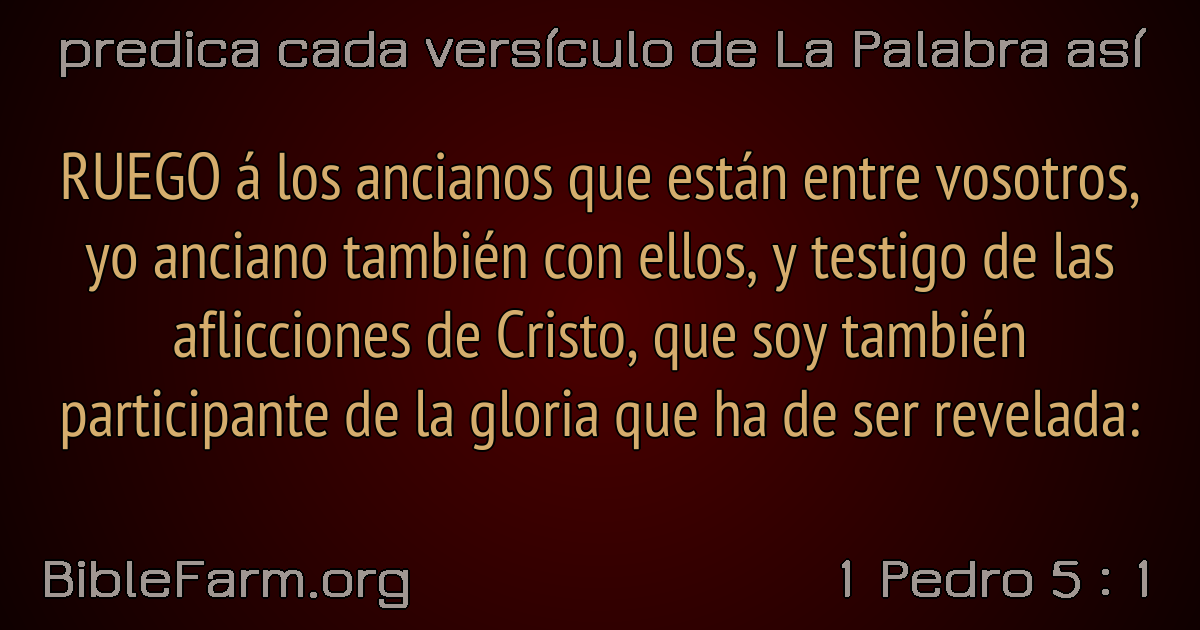 predica cada versículo de La Palabra así
RUEGO á los ancianos que están entre vosotros,
yo anciano también con ellos, y testigo de las
aflicciones de Cristo, que soy también
participante de la gloria que ha de ser revelada:
BibleFarm.org
1 Pedro 5 : 1